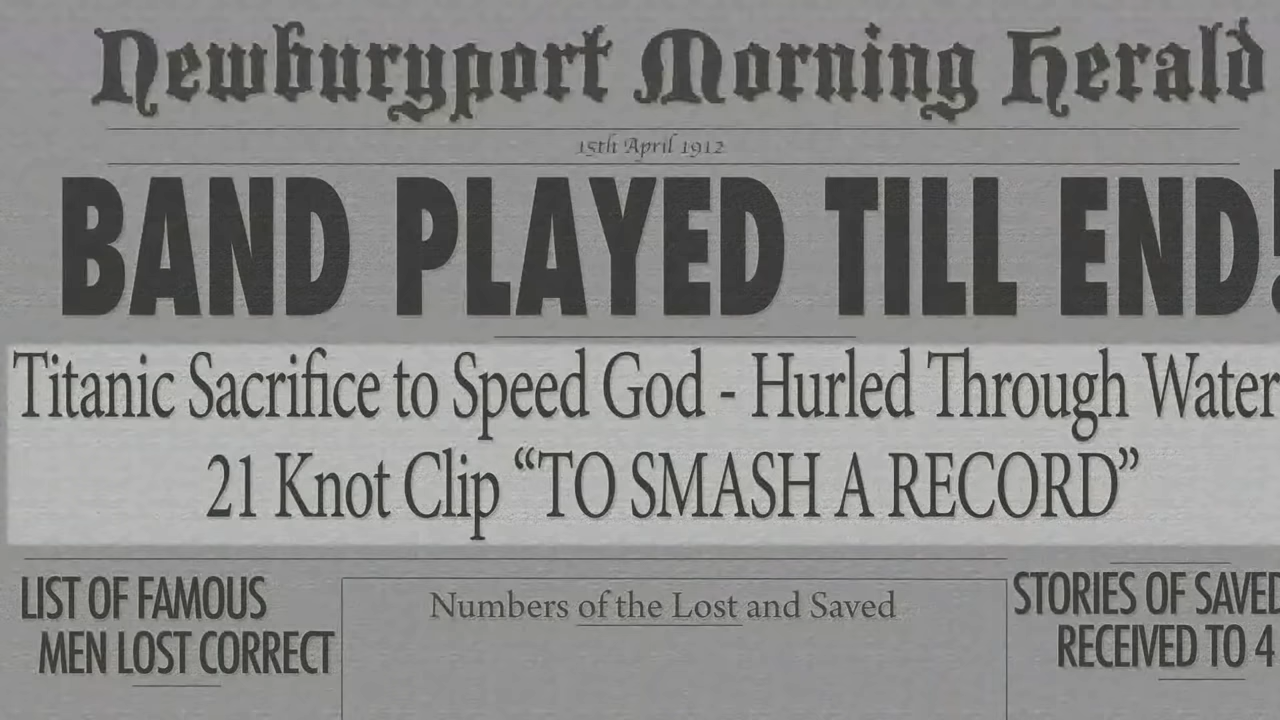 Newburyport Morning Herald
15th April 1912
BAND PLAYED TILL END!
Titanic Sacrifice to Speed God - Hurled Through Water
21 Knot Clip “TO SMASH A RECORD”
LIST OF FAMOUS
MEN LOST CORRECT
Numbers of the Lost and Saved
STORIES OF SAVED
RECEIVED TO 4